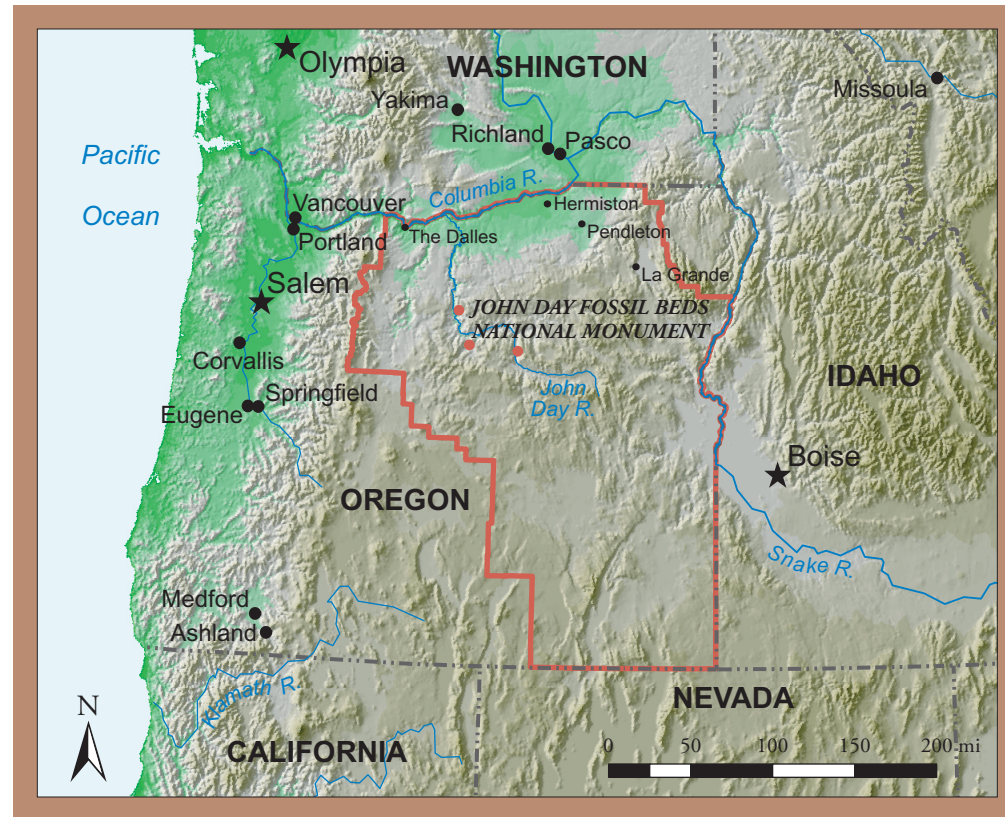 Olympia
WASHINGTON
Missoula
Yakima
Richland
Pasco
Pacific
Ocean
Columbia R.
Vancouver
Hermiston
Portland
The Dalles
Pendleton
La Grande
Salem
JOHN DAY FOSSIL BEDS
NATIONAL MONUMENT
Corvallis
IDAHO
Springfield
Eugene
John
Day R.
Boise
OREGON
Snake R.
Medford
Ashland
Klamath R.
NEVADA
N
CALIFORNIA
0 50 100 150 200 mi